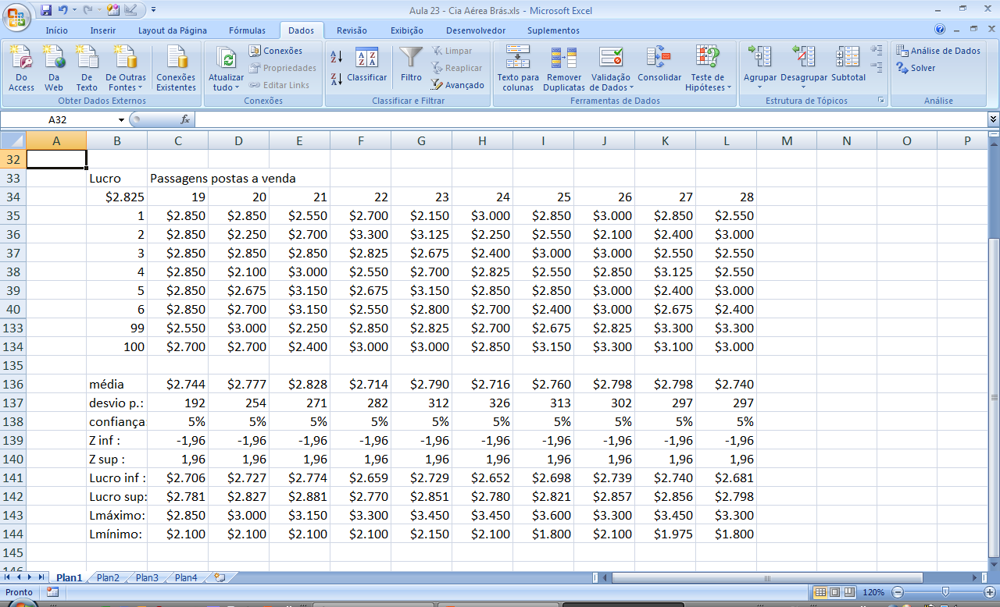 Aula 23 - Cia Aérea Brás.xls - Microsoft Excel
Início Inserir Layout da Página Fórmulas Dados Revisão Exibição Desenvolvedor Suplementos
Do Access
Da Web
De Texto
De Outras Fontes
Conexões Existentes
Obter Dados Externos
Atualizar tudo
Conexões
Propriedades
Editar Links
Conexões
Classificar
Filtro
Limpar
Reaplicar
Avançado
Classificar e Filtrar
Texto para colunas
Remover Duplicatas
Validação de Dados
Consolidar
Teste de Hipóteses
Ferramentas de Dados
Agrupar
Desagrupar
Subtotal
Estrutura de Tópicos
Análise de Dados
Solver
Análise
A32 fx
A B C D E F G H I J K L M N O P
32
33 Lucro Passagens postas a venda
34 $2.825 19 20 21 22 23 24 25 26 27 28
35 1 $2.850 $2.850 $2.550 $2.700 $2.150 $3.000 $2.850 $3.000 $2.850 $2.550
36 2 $2.850 $2.250 $2.700 $3.300 $3.125 $2.250 $2.550 $2.100 $2.400 $3.000
37 3 $2.850 $2.850 $2.850 $2.825 $2.675 $2.400 $3.000 $3.000 $2.550 $2.550
38 4 $2.850 $2.100 $3.000 $2.550 $2.700 $2.825 $2.550 $2.850 $3.125 $2.550
39 5 $2.850 $2.675 $3.150 $2.675 $3.150 $2.850 $2.850 $3.000 $2.400 $3.000
40 6 $2.850 $2.700 $3.150 $2.550 $2.800 $2.700 $2.400 $3.000 $2.675 $2.400
133 99 $2.550 $3.000 $2.250 $2.850 $2.825 $2.700 $2.675 $2.825 $3.300 $3.300
134 100 $2.700 $2.700 $2.400 $3.000 $3.000 $2.850 $3.150 $3.300 $3.100 $3.000
135
136 média $2.744 $2.777 $2.828 $2.714 $2.790 $2.716 $2.760 $2.798 $2.798 $2.740
137 desvio p.: 192 254 271 282 312 326 313 302 297 297
138 confiança 5% 5% 5% 5% 5% 5% 5% 5% 5% 5%
139 Z inf : -1,96 -1,96 -1,96 -1,96 -1,96 -1,96 -1,96 -1,96 -1,96 -1,96
140 Z sup : 1,96 1,96 1,96 1,96 1,96 1,96 1,96 1,96 1,96 1,96
141 Lucro inf : $2.706 $2.727 $2.774 $2.659 $2.729 $2.652 $2.698 $2.739 $2.740 $2.681
142 Lucro sup: $2.781 $2.827 $2.881 $2.770 $2.851 $2.780 $2.821 $2.857 $2.856 $2.798
143 Lmáximo: $2.850 $3.000 $3.150 $3.300 $3.450 $3.450 $3.600 $3.300 $3.450 $3.300
144 Lmínimo: $2.100 $2.100 $2.100 $2.100 $2.150 $2.100 $1.800 $2.100 $1.975 $1.800
145
146
Plan1 Plan2 Plan3 Plan4
Pronto 120%